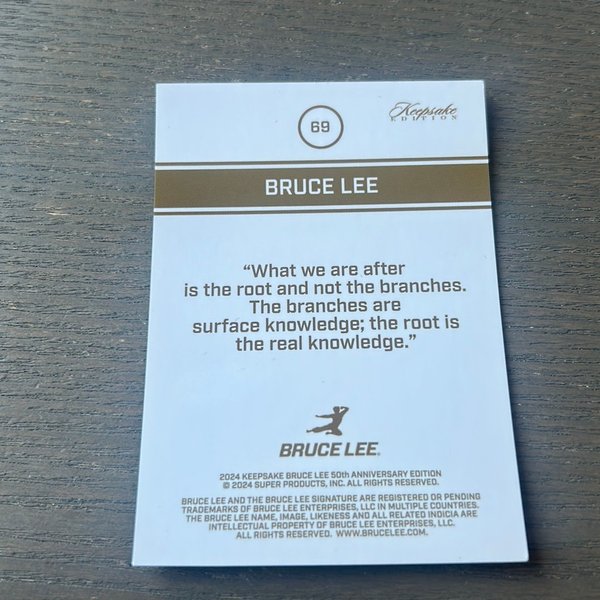 69
Keepsake
EDITION
BRUCE LEE
“What we are after
is the root and not the branches.
The branches are
surface knowledge; the root is
the real knowledge.”
BRUCE LEE®
2024 KEEPSAKE BRUCE LEE 50th ANNIVERSARY EDITION
© 2024 SUPER PRODUCTS, INC. ALL RIGHTS RESERVED.
BRUCE LEE AND THE BRUCE LEE SIGNATURE ARE REGISTERED OR PENDING
TRADEMARKS OF BRUCE LEE ENTERPRISES, LLC IN MULTIPLE COUNTRIES.
THE BRUCE LEE NAME, IMAGE, LIKENESS AND ALL RELATED INDICIA ARE
INTELLECTUAL PROPERTY OF BRUCE LEE ENTERPRISES, LLC.
ALL RIGHTS RESERVED. WWW.BRUCELEE.COM.